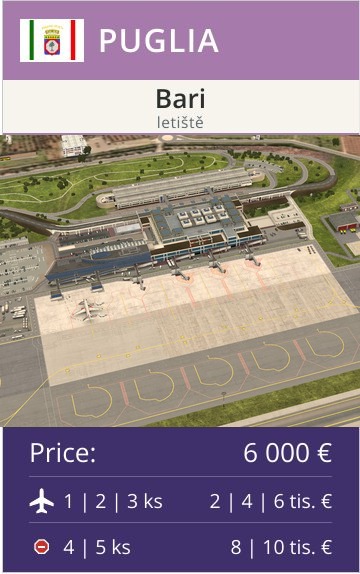 PUGLIA
Bari
letiště
Price: 6 000 €
1 | 2 | 3 ks 2 | 4 | 6 tis. €
4 | 5 ks 8 | 10 tis. €